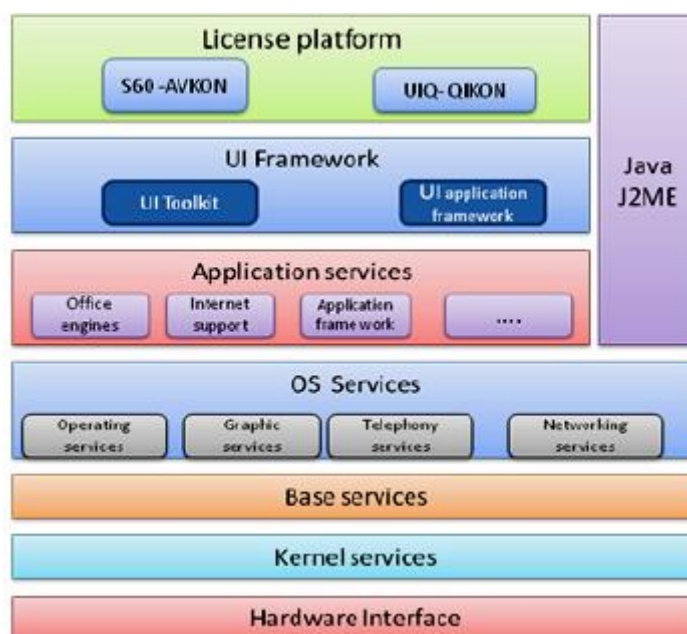 License platform
S60 -AVKON
UIQ- QIKON
UI Framework
UI Toolkit
UI application
framework
Application services
Office
engines
Internet
support
Application
frame work
....
Java
J2ME
OS Services
Operating
services
Graphic
services
Telephony
services
Networking
services
Base services
Kernel services
Hardware Interface